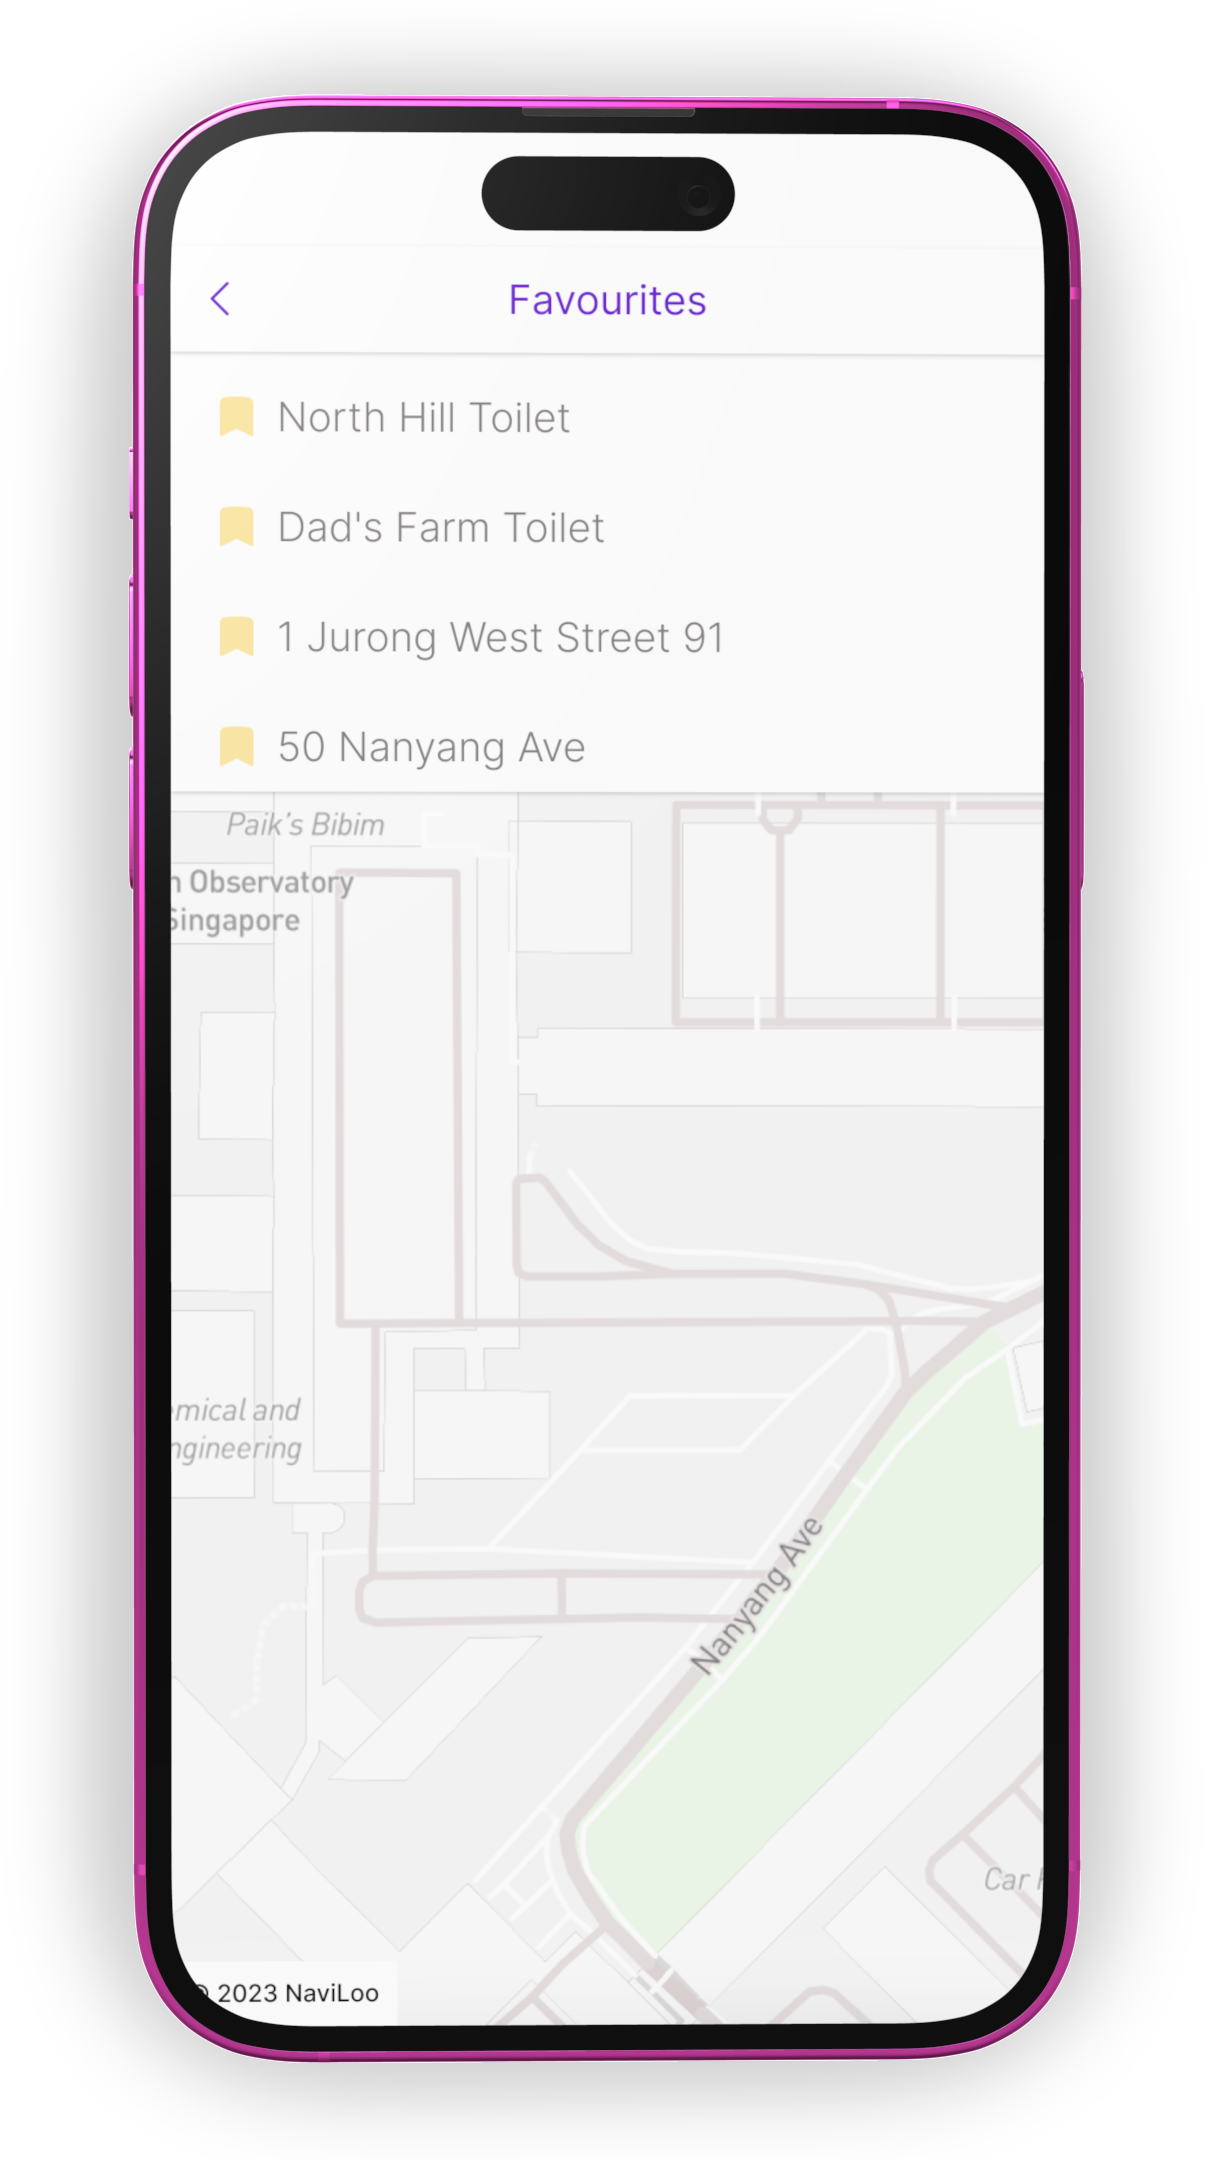 Favourites
North Hill Toilet
Dad's Farm Toilet
1 Jurong West Street 91
50 Nanyang Ave
Paik's Bibim
n Observatory
Singapore
emical and
ngineering
Nanyang Ave
Car
© 2023 NaviLoo